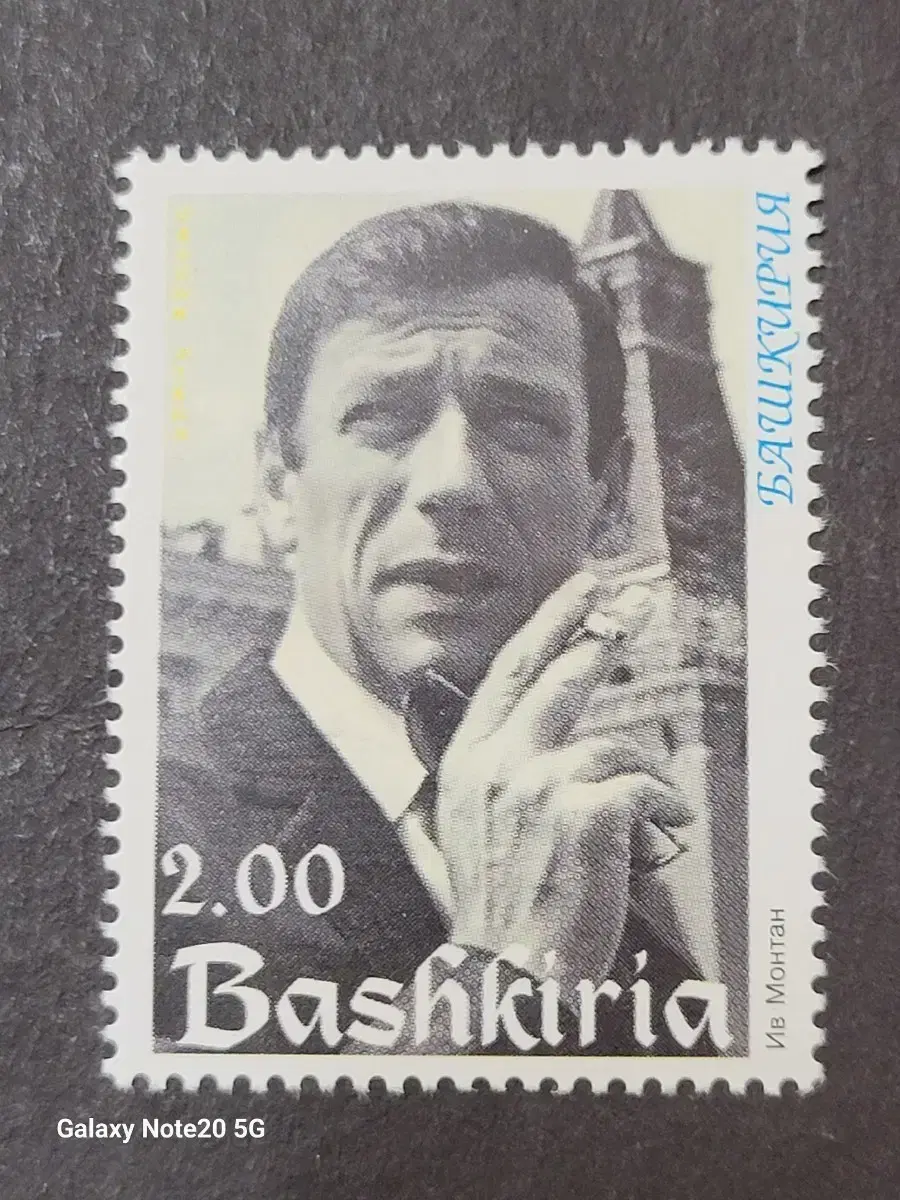 БАШКИРИЯ
2.00
Bashkiria
Ив Монтан
Galaxy Note20 5G